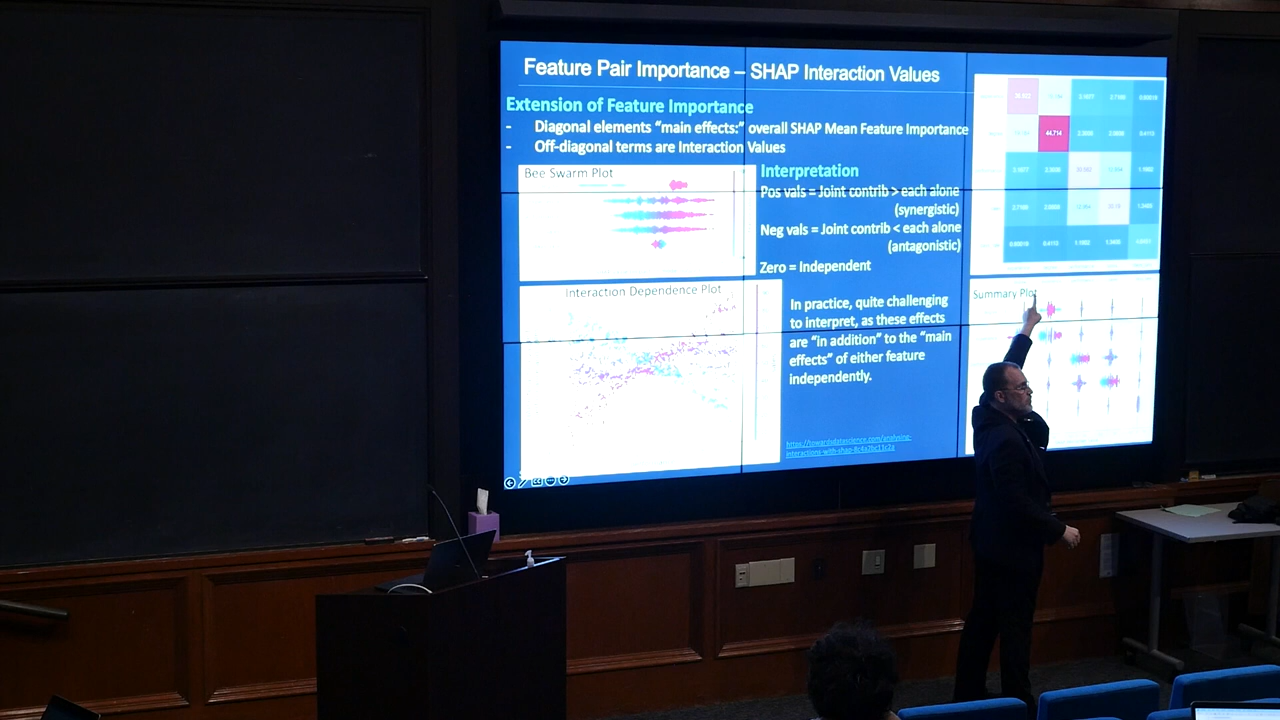 Feature Pair Importance – SHAP Interaction Values
Extension of Feature Importance
- Diagonal elements “main effects:” overall SHAP Mean Feature Importance
- Off-diagonal terms are Interaction Values
Bee Swarm Plot
Interpretation
Pos vals = Joint contrib > each alone
(synergistic)
Neg vals = Joint contrib < each alone
(antagonistic)
Zero = Independent
Interaction Dependence Plot
In practice, quite challenging
to interpret, as these effects
are “in addition” to the “main
effects” of either feature
independently.
44.714
Summary Plot